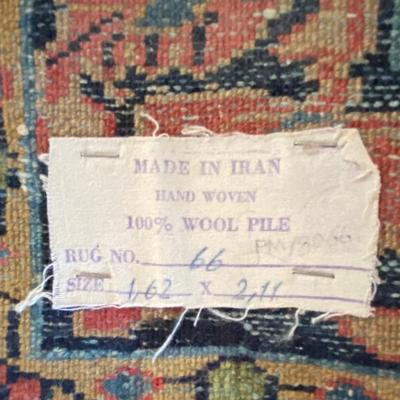 MADE IN IRAN
HAND WOVEN
100% WOOL PILE
RUG NO. 66
SIZE 1,62 X 2,11